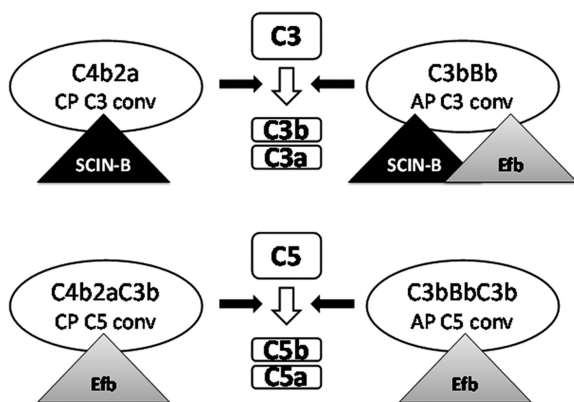 C3
C4b2a
CP C3 conv
C3bBb
AP C3 conv
C3b
C3a
SCIN-B
SCIN-B
Efb
C5
C4b2aC3b
CP C5 conv
C3bBbC3b
AP C5 conv
C5b
C5a
Efb
Efb